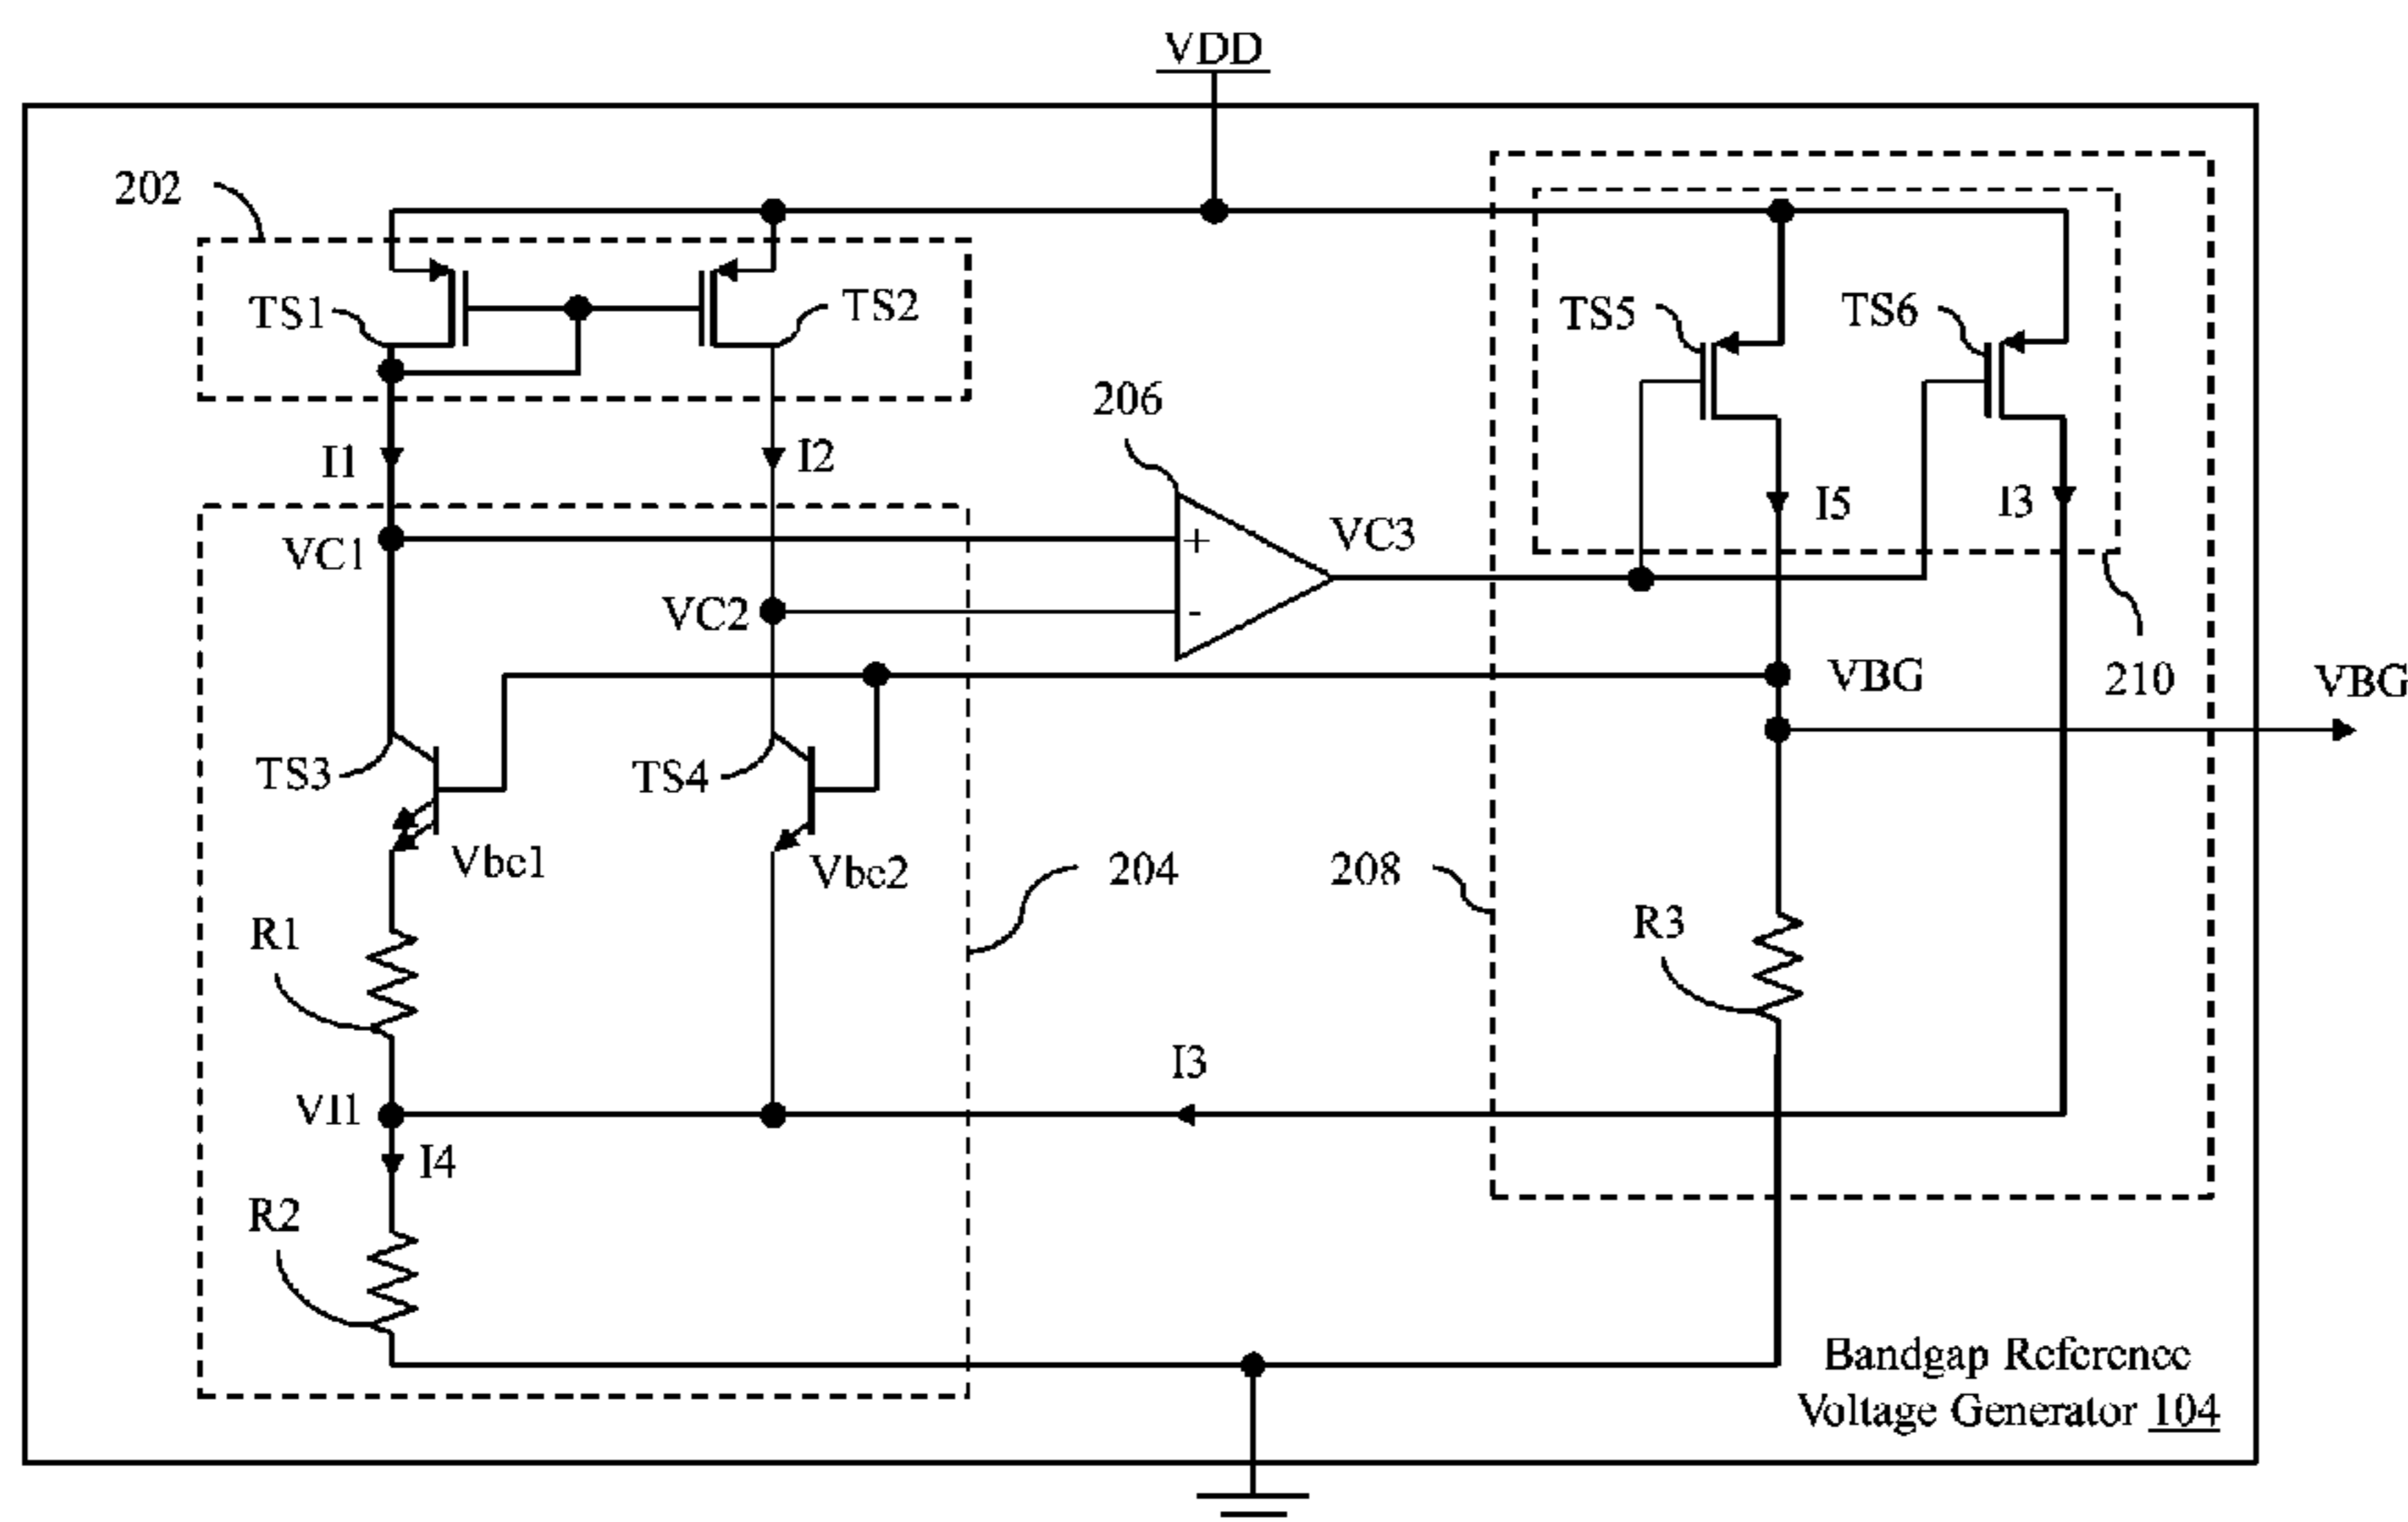 VDD
202
TS1
TS2
TS5
TS6
206
I1
I2
I5
I3
VC1
+
VC3
VC2
-
VBG
210
VBG
TS3
TS4
Vbe1
Vbe2
204
208
R1
R3
I3
VI1
I4
R2
Bandgap Reference
Voltage Generator 104